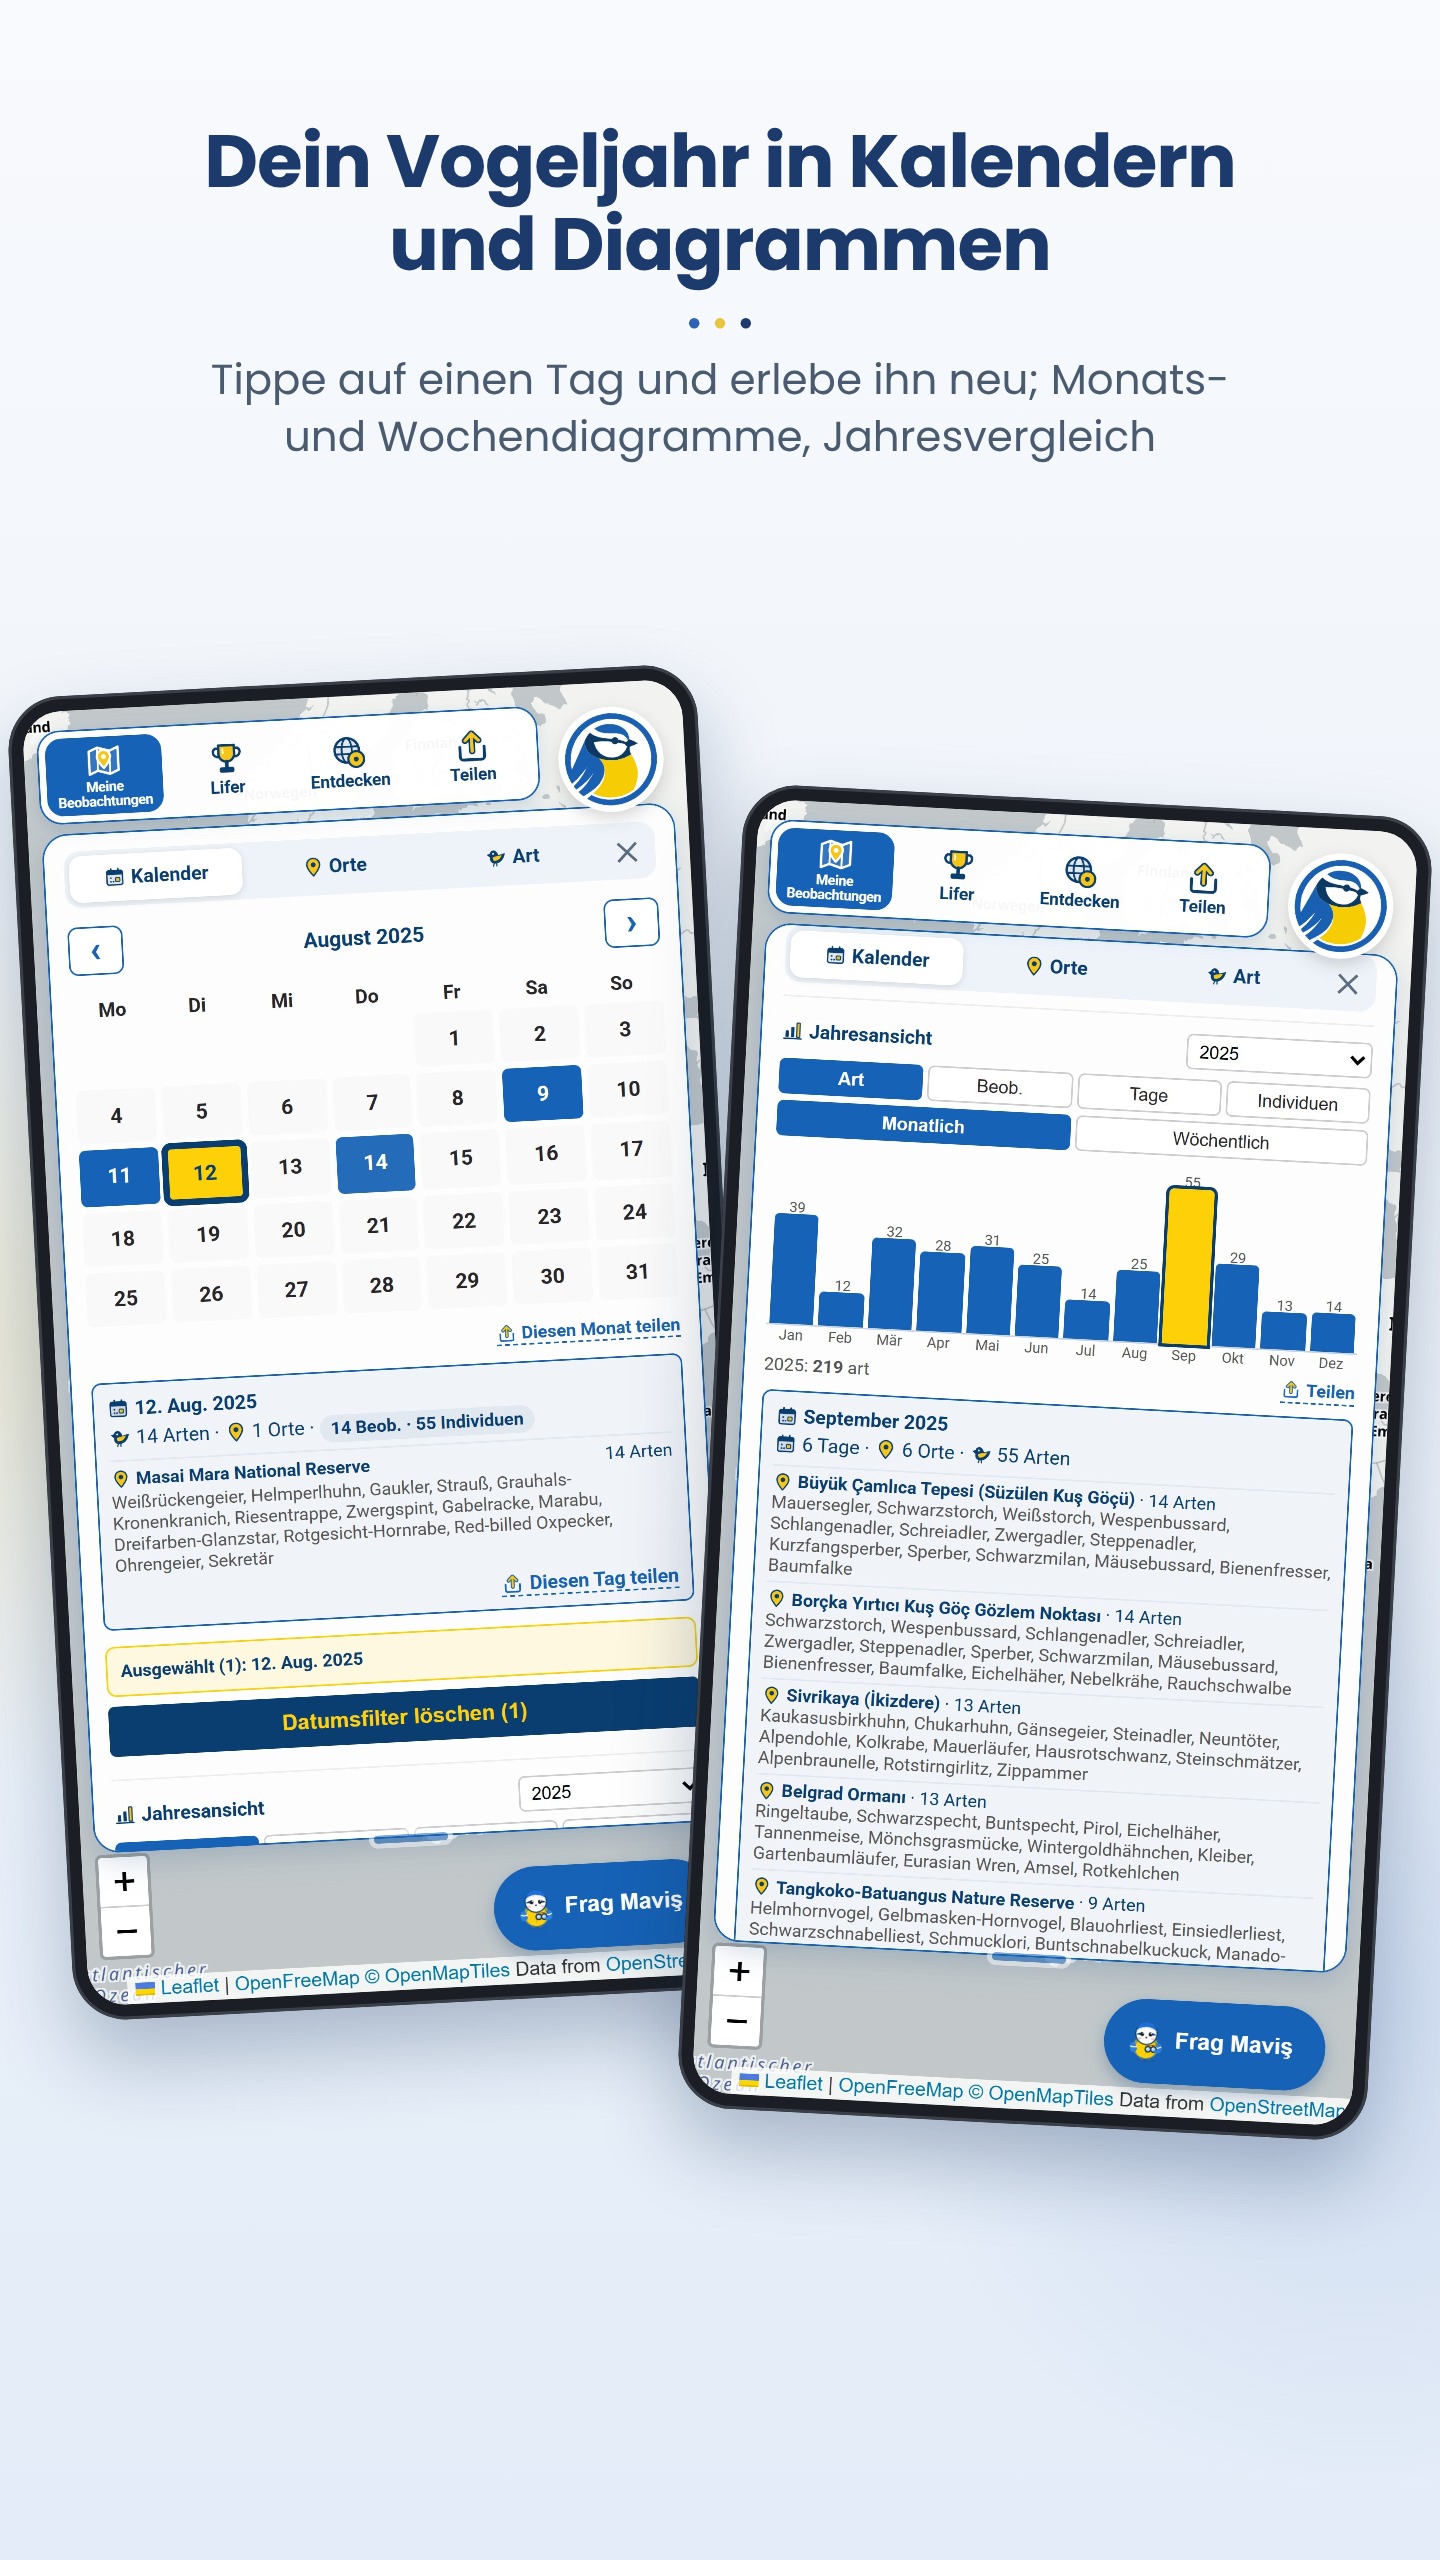 Dein Vogeljahr in Kalendern
und Diagrammen
Tippe auf einen Tag und erlebe ihn neu; Monats-
und Wochendiagramme, Jahresvergleich
Meine
Beobachtungen
Lifer
Entdecken
Teilen
Kalender
Orte
Art
August 2025
Mo Di Mi Do Fr Sa So
1 2 3
4 5 6 7 8 9 10
11 12 13 14 15 16 17
18 19 20 21 22 23 24
25 26 27 28 29 30 31
Diesen Monat teilen
12. Aug. 2025
14 Arten · 1 Orte · 14 Beob. · 55 Individuen
Masai Mara National Reserve 14 Arten
Weißrückengeier, Helmperlhuhn, Gaukler, Strauß, Grauhals-
Kronenkranich, Riesentrappe, Zwergspint, Gabelracke, Marabu,
Dreifarben-Glanzstar, Rotgesicht-Hornrabe, Red-billed Oxpecker,
Ohrengeier, Sekretär
Diesen Tag teilen
Ausgewählt (1): 12. Aug. 2025
Datumsfilter löschen (1)
Jahresansicht 2025
+
−
Frag Maviş
tlantischer
Leaflet | OpenFreeMap © OpenMapTiles Data from OpenStre
Meine
Beobachtungen
Lifer
Entdecken
Teilen
Kalender
Orte
Art
Jahresansicht 2025
Art Beob. Tage Individuen
Monatlich Wöchentlich
39 12 32 28 31 25 14 25 55 29 13 14
Jan Feb Mär Apr Mai Jun Jul Aug Sep Okt Nov Dez
2025: 219 art
Teilen
September 2025
6 Tage · 6 Orte · 55 Arten
Büyük Çamlıca Tepesi (Süzülen Kuş Göçü) · 14 Arten
Mauersegler, Schwarzstorch, Weißstorch, Wespenbussard,
Schlangenadler, Schreiadler, Zwergadler, Steppenadler,
Kurzfangsperber, Sperber, Schwarzmilan, Mäusebussard, Bienenfresser,
Baumfalke
Borçka Yırtıcı Kuş Göç Gözlem Noktası · 14 Arten
Schwarzstorch, Wespenbussard, Schlangenadler, Schreiadler,
Zwergadler, Steppenadler, Sperber, Schwarzmilan, Mäusebussard,
Bienenfresser, Baumfalke, Eichelhäher, Nebelkrähe, Rauchschwalbe
Sivrikaya (İkizdere) · 13 Arten
Kaukasusbirkhuhn, Chukarhuhn, Gänsegeier, Steinadler, Neuntöter,
Alpendohle, Kolkrabe, Mauerläufer, Hausrotschwanz, Steinschmätzer,
Alpenbraunelle, Rotstirngirlitz, Zippammer
Belgrad Ormanı · 13 Arten
Ringeltaube, Schwarzspecht, Buntspecht, Pirol, Eichelhäher,
Tannenmeise, Mönchsgrasmücke, Wintergoldhähnchen, Kleiber,
Gartenbaumläufer, Eurasian Wren, Amsel, Rotkehlchen
Tangkoko-Batuangus Nature Reserve · 9 Arten
Helmhornvogel, Gelbmasken-Hornvogel, Blauohrliest, Einsiedlerliest,
Schwarzschnabelliest, Schmucklori, Buntschnabelkuckuck, Manado-
+
−
Frag Maviş
tlantischer
Leaflet | OpenFreeMap © OpenMapTiles Data from OpenStreetMap